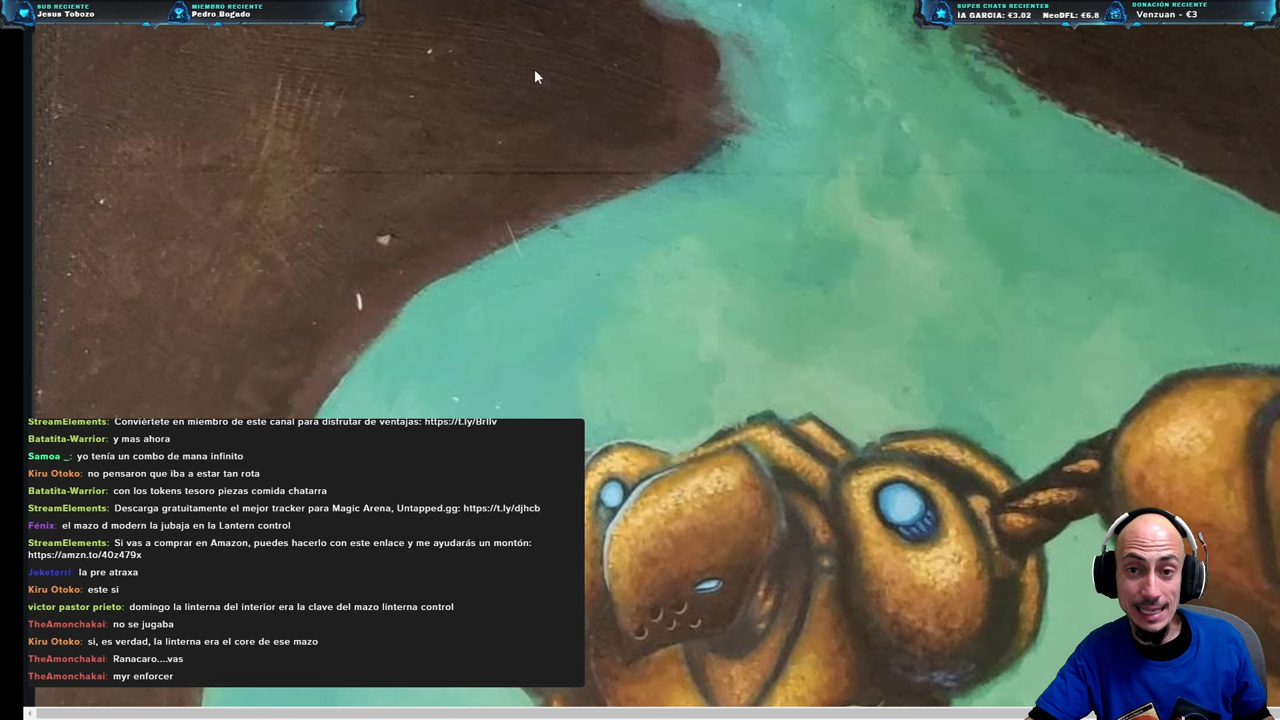 SUB RECIENTE
Jesus Tobozo
MIEMBRO RECIENTE
Pedro Bogado
SUPER CHATS RECIENTES
IA GARCIA: €3.02 NeoDFL: €6.8
DONACIÓN RECIENTE
Venzuan - €3
StreamElements: Conviértete en miembro de este canal para disfrutar de ventajas:
Batatita-Warrior: y mas ahora
Samoa _: yo tenía un combo de mana infinito
Kiru Otoko: no pensaron que iba a estar tan rota
Batatita-Warrior: con los tokens tesoro piezas comida chatarra
StreamElements: Descarga gratuitamente el mejor tracker para Magic Arena, Untapped.gg: https://t.ly/djhcb
Fénix: el mazo d modern la jubaja en la Lantern control
StreamElements: Si vas a comprar en Amazon, puedes hacerlo con este enlace y me ayudarás un montón:
https://amzn.to/40z479x
Jeketerri: la pre atraxa
Kiru Otoko: este si
victor pastor prieto: domingo la linterna del interior era la clave del mazo linterna control
TheAmonchakai: no se jugaba
Kiru Otoko: si, es verdad, la linterna era el core de ese mazo
TheAmonchakai: Ranacaro....vas
TheAmonchakai: myr enforcer